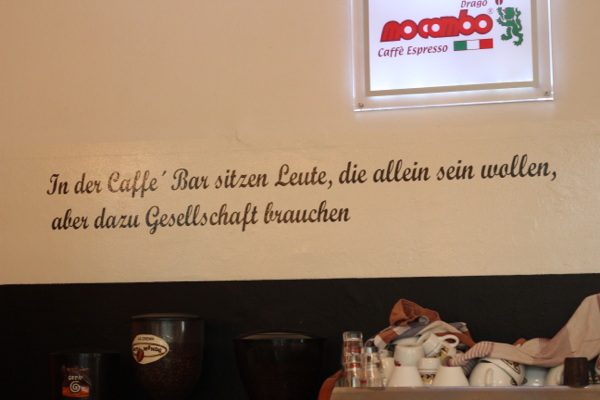 Drago
mocambo
Caffè Espresso
In der Caffe´ Bar sitzen Leute, die allein sein wollen,
aber dazu Gesellschaft brauchen